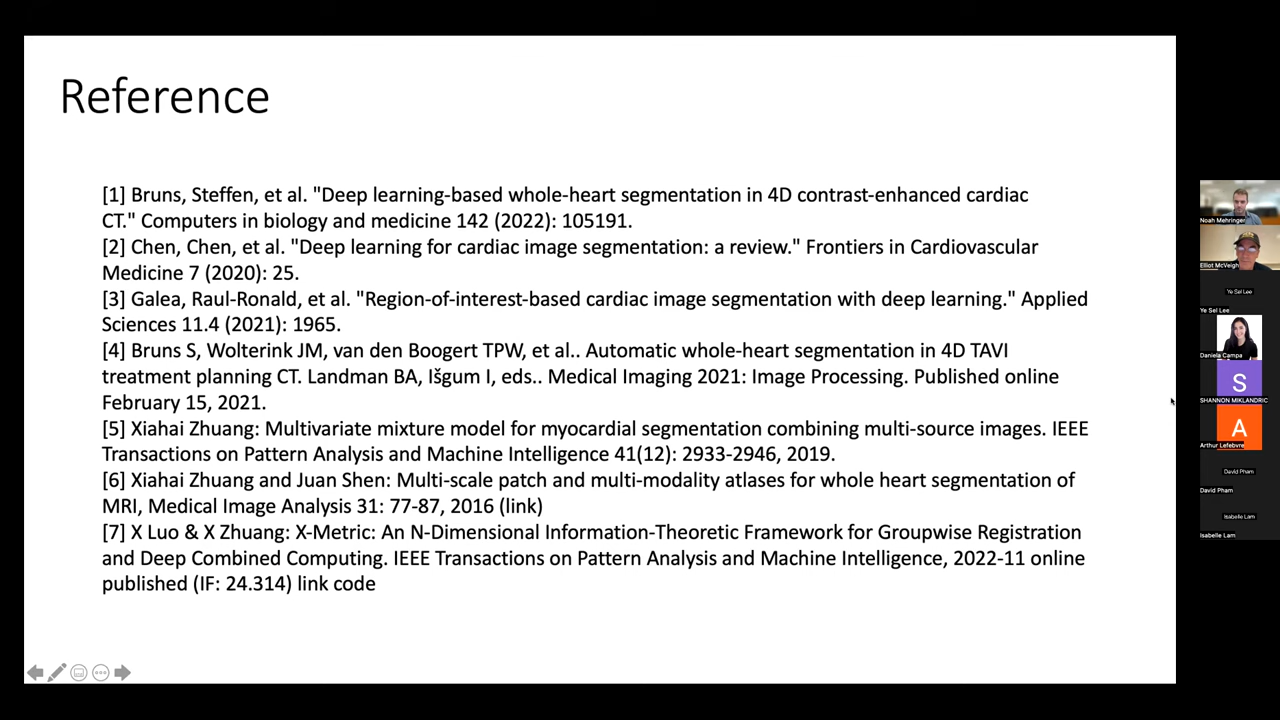 Reference
[1] Bruns, Steffen, et al. "Deep learning-based whole-heart segmentation in 4D contrast-enhanced cardiac
CT." Computers in biology and medicine 142 (2022): 105191.
[2] Chen, Chen, et al. "Deep learning for cardiac image segmentation: a review." Frontiers in Cardiovascular
Medicine 7 (2020): 25.
[3] Galea, Raul-Ronald, et al. "Region-of-interest-based cardiac image segmentation with deep learning." Applied
Sciences 11.4 (2021): 1965.
[4] Bruns S, Wolterink JM, van den Boogert TPW, et al.. Automatic whole-heart segmentation in 4D TAVI
treatment planning CT. Landman BA, Išgum I, eds.. Medical Imaging 2021: Image Processing. Published online
February 15, 2021.
[5] Xiahai Zhuang: Multivariate mixture model for myocardial segmentation combining multi-source images. IEEE
Transactions on Pattern Analysis and Machine Intelligence 41(12): 2933-2946, 2019.
[6] Xiahai Zhuang and Juan Shen: Multi-scale patch and multi-modality atlases for whole heart segmentation of
MRI, Medical Image Analysis 31: 77-87, 2016 (link)
[7] X Luo & X Zhuang: X-Metric: An N-Dimensional Information-Theoretic Framework for Groupwise Registration
and Deep Combined Computing. IEEE Transactions on Pattern Analysis and Machine Intelligence, 2022-11 online
published (IF: 24.314) link code
Noah Mehringer
Elliot McVeigh
Ye Sel Lee
Ye Sel Lee
Daniela Campa
S
SHANNON MIKLANDRIC
A
Arthur Lefebvre
David Pham
David Pham
Isabelle Lam
Isabelle Lam